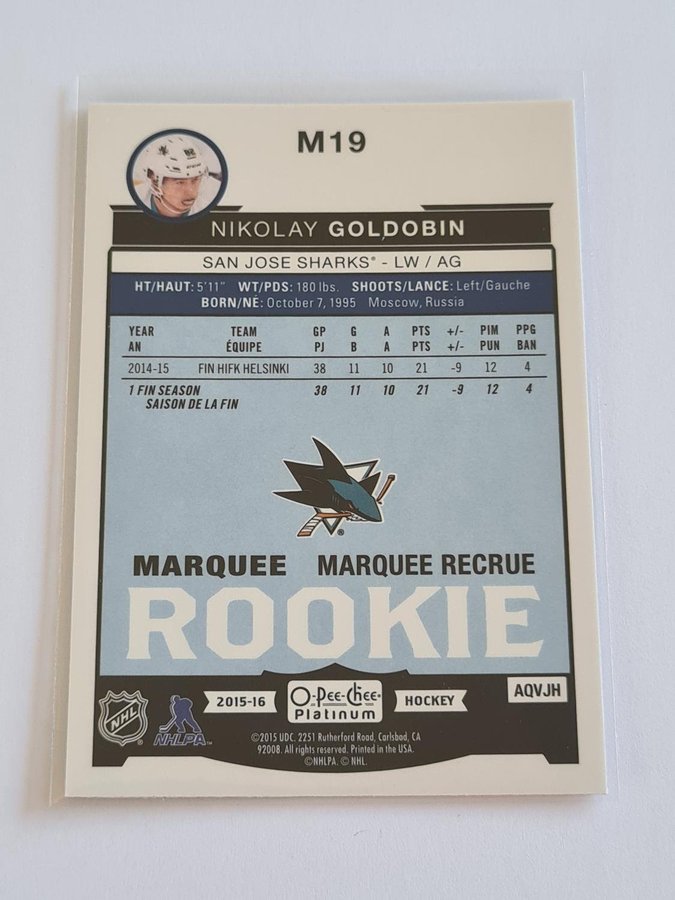 M19
NIKOLAY GOLDOBIN
SAN JOSE SHARKS® - LW / AG
HT/HAUT: 5'11" WT/PDS: 180 lbs. SHOOTS/LANCE: Left/Gauche
BORN/NÉ: October 7, 1995 Moscow, Russia
YEAR TEAM GP G A PTS +/- PIM PPG
AN ÉQUIPE PJ B A PTS +/- PUN BAN
2014-15 FIN HIFK HELSINKI 38 11 10 21 -9 12 4
1 FIN SEASON 38 11 10 21 -9 12 4
SAISON DE LA FIN
MARQUEE MARQUEE RECRUE
ROOKIE
NHL NHLPA 2015-16 O-Pee-Chee Platinum HOCKEY AQVJH
©2015 UDC. 2251 Rutherford Road, Carlsbad, CA
92008. All rights reserved. Printed in the USA.
©NHLPA. © NHL.